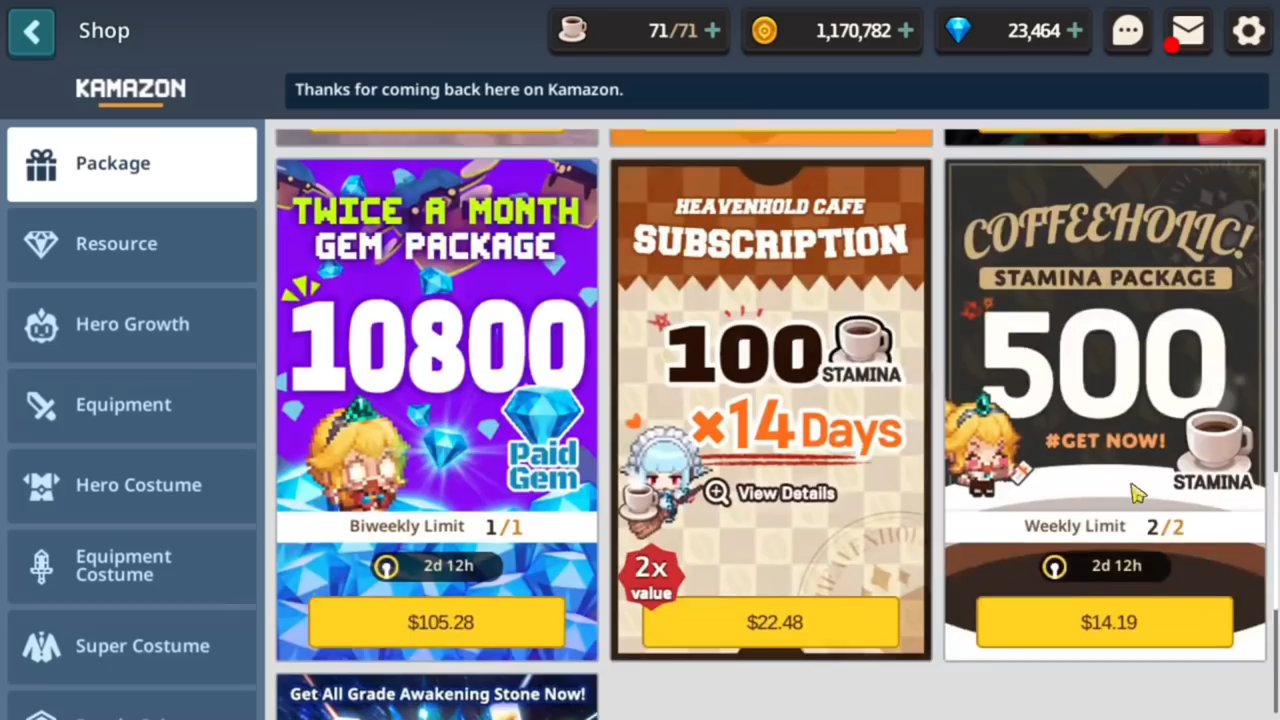 Shop
71/71
1,170,782
23,464
KAMAZON
Thanks for coming back here on Kamazon.
Package
Resource
Hero Growth
Equipment
Hero Costume
Equipment
Costume
Super Costume
TWICE A MONTH
GEM PACKAGE
10800
Paid
Gem
Biweekly Limit 1/1
2d 12h
$105.28
HEAVENHOLD CAFE
SUBSCRIPTION
100
STAMINA
×14 Days
View Details
2x
value
$22.48
COFFEEHOLIC!
STAMINA PACKAGE
500
#GET NOW!
STAMINA
Weekly Limit 2/2
2d 12h
$14.19
Get All Grade Awakening Stone Now!